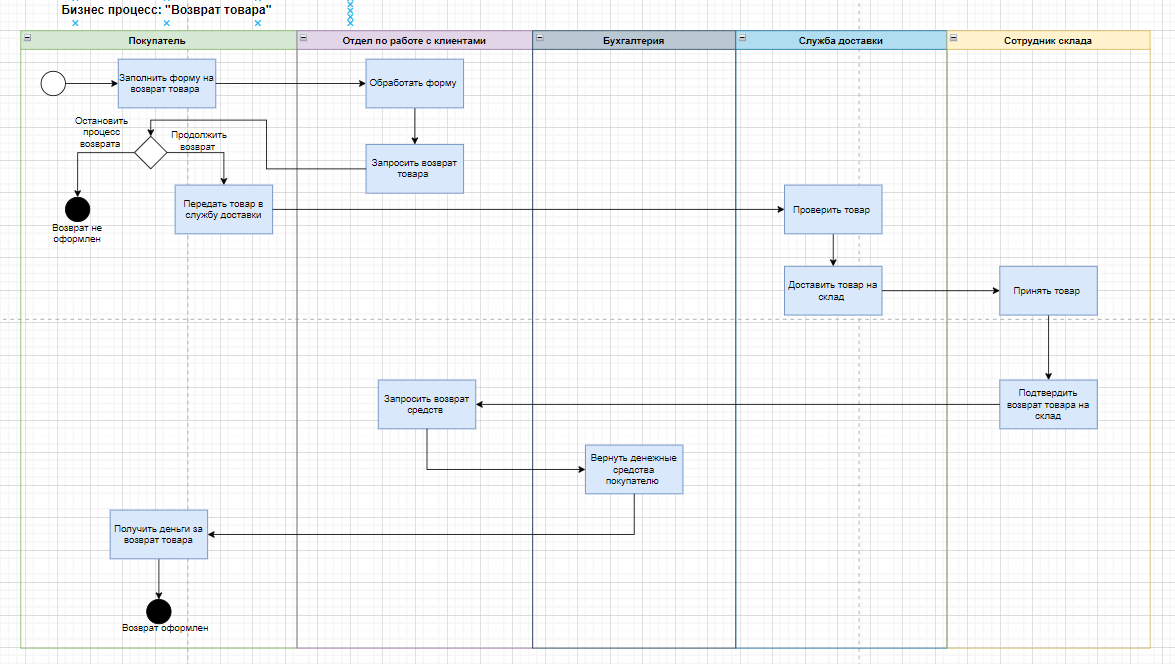 Бизнес процесс: "Возврат товара"
Покупатель
Отдел по работе с клиентами
Бухгалтерия
Служба доставки
Сотрудник склада
Заполнить форму на
возврат товара
Обработать форму
Остановить
процесс
возврата
Продолжить
возврат
Запросить возврат
товара
Передать товар в
службу доставки
Проверить товар
Возврат не
оформлен
Доставить товар на
склад
Принять товар
Запросить возврат
средств
Подтвердить
возврат товара на
склад
Вернуть денежные
средства
покупателю
Получить деньги за
возврат товара
Возврат оформлен